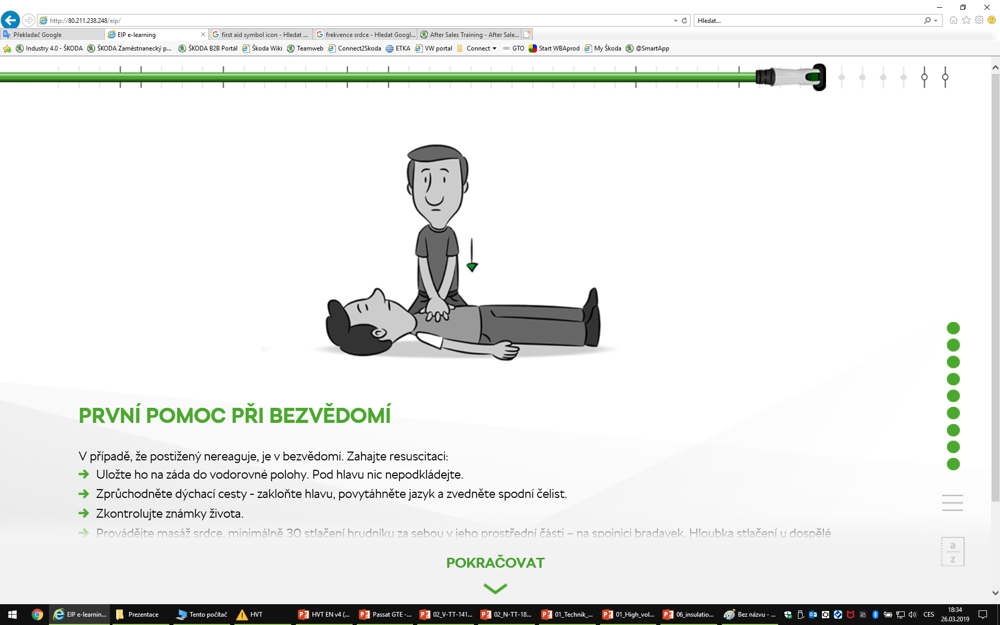 http://80.211.238.248/eip/
Hledat...
Překladač Google
EIP e-learning
first aid symbol icon - Hledat ...
frekvence srdce - Hledat Googl...
After Sales Training - After Sale...
Industry 4.0 - ŠKODA
ŠKODA Zaměstnanecký p...
ŠKODA B2B Portál
Škoda Wiki
Teamweb
Connect2Skoda
ETKA
VW portal
Connect
GTO
Start WBAprod
My Škoda
@SmartApp
PRVNÍ POMOC PŘI BEZVĚDOMÍ
V případě, že postižený nereaguje, je v bezvědomí. Zahajte resuscitaci:
Uložte ho na záda do vodorovné polohy. Pod hlavu nic nepodkládejte.
Zprůchodněte dýchací cesty - zakloňte hlavu, povytáhněte jazyk a zvedněte spodní čelist.
Zkontrolujte známky života.
Provádějte masáž srdce, minimálně 30 stlačení hrudníku za sebou v jeho prostřední části – na spojnici bradavek. Hloubka stlačení u dospělé
a
z
POKRAČOVAT
EIP e-learnin...
Prezentace
Tento počítač
HVT
HVT EN v4 (...
Passat GTE -...
02_V-TT-141...
02_N-TT-18...
01_Technik_...
01_High_vol...
06_insulatio...
Bez názvu - ...
CES
18:34
26.03.2019